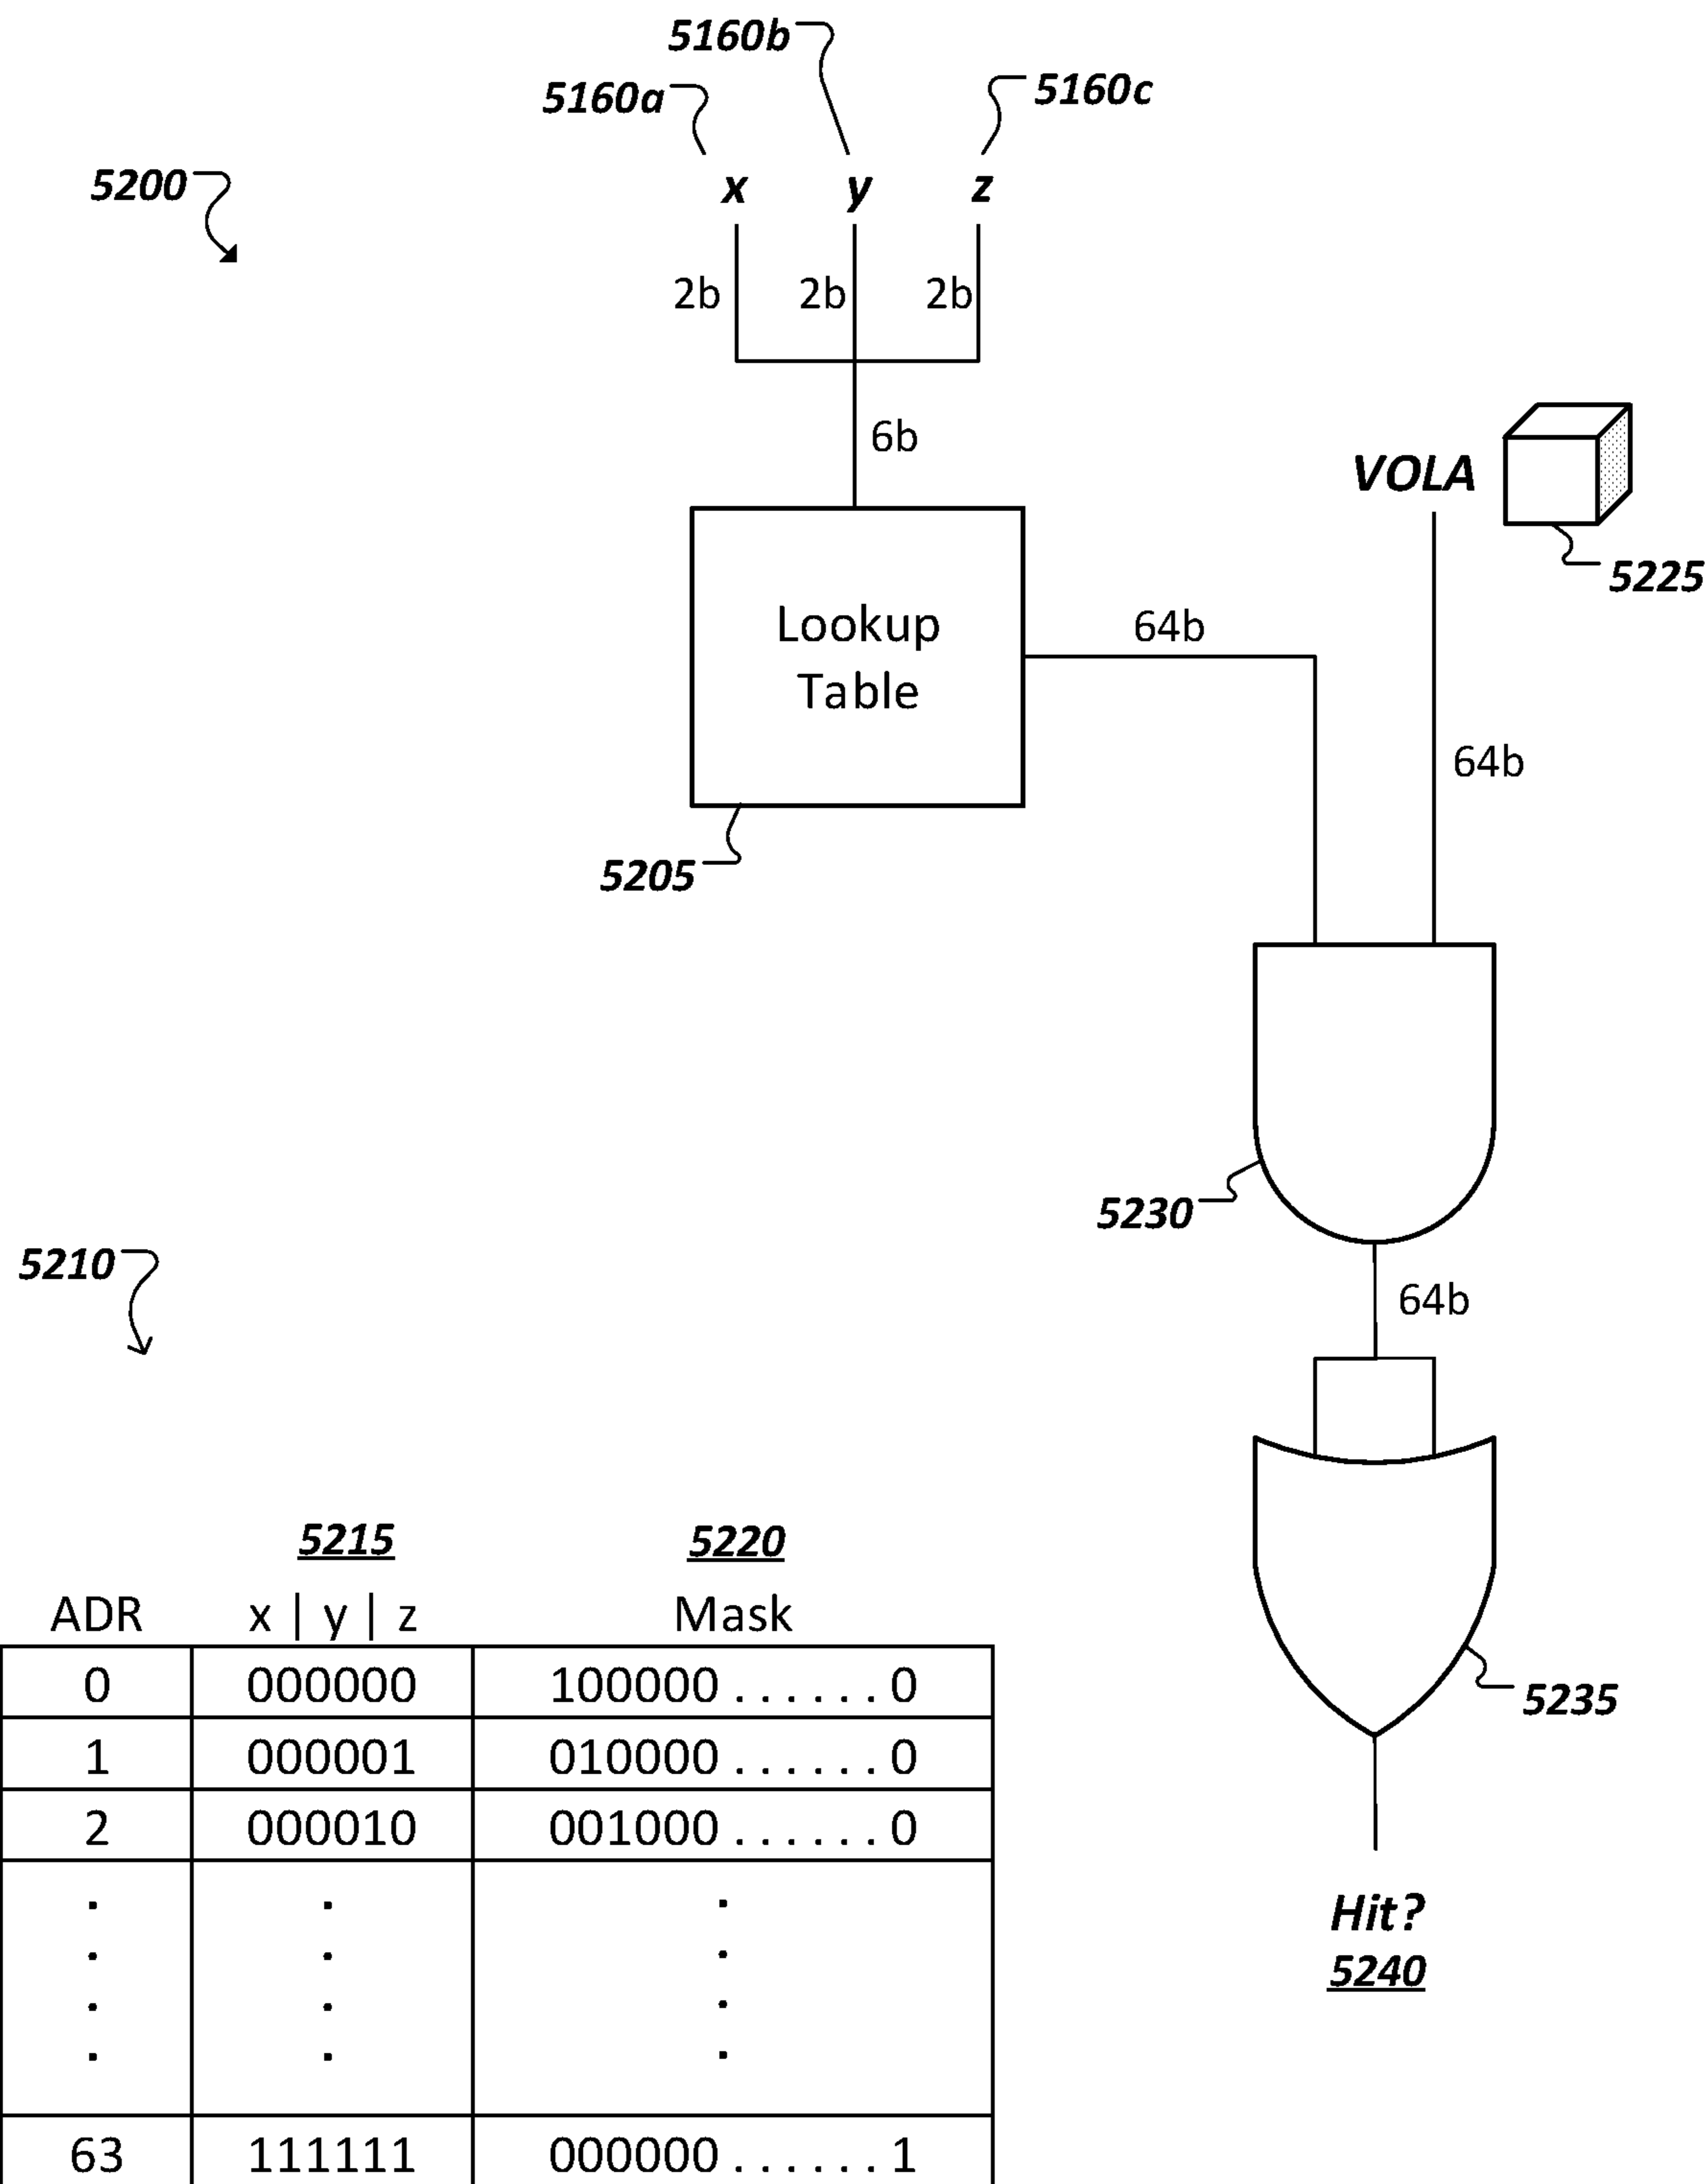 5160b
5160a
5160c
5200
x y z
2b 2b 2b
6b
VOLA
5225
Lookup
Table
64b
64b
5205
5230
5210
64b
5215 5220
ADR x | y | z Mask
0 000000 100000 . . . . . . 0
1 000001 010000 . . . . . . 0
2 000010 001000 . . . . . . 0
63 111111 000000 . . . . . . 1
5235
Hit?
5240